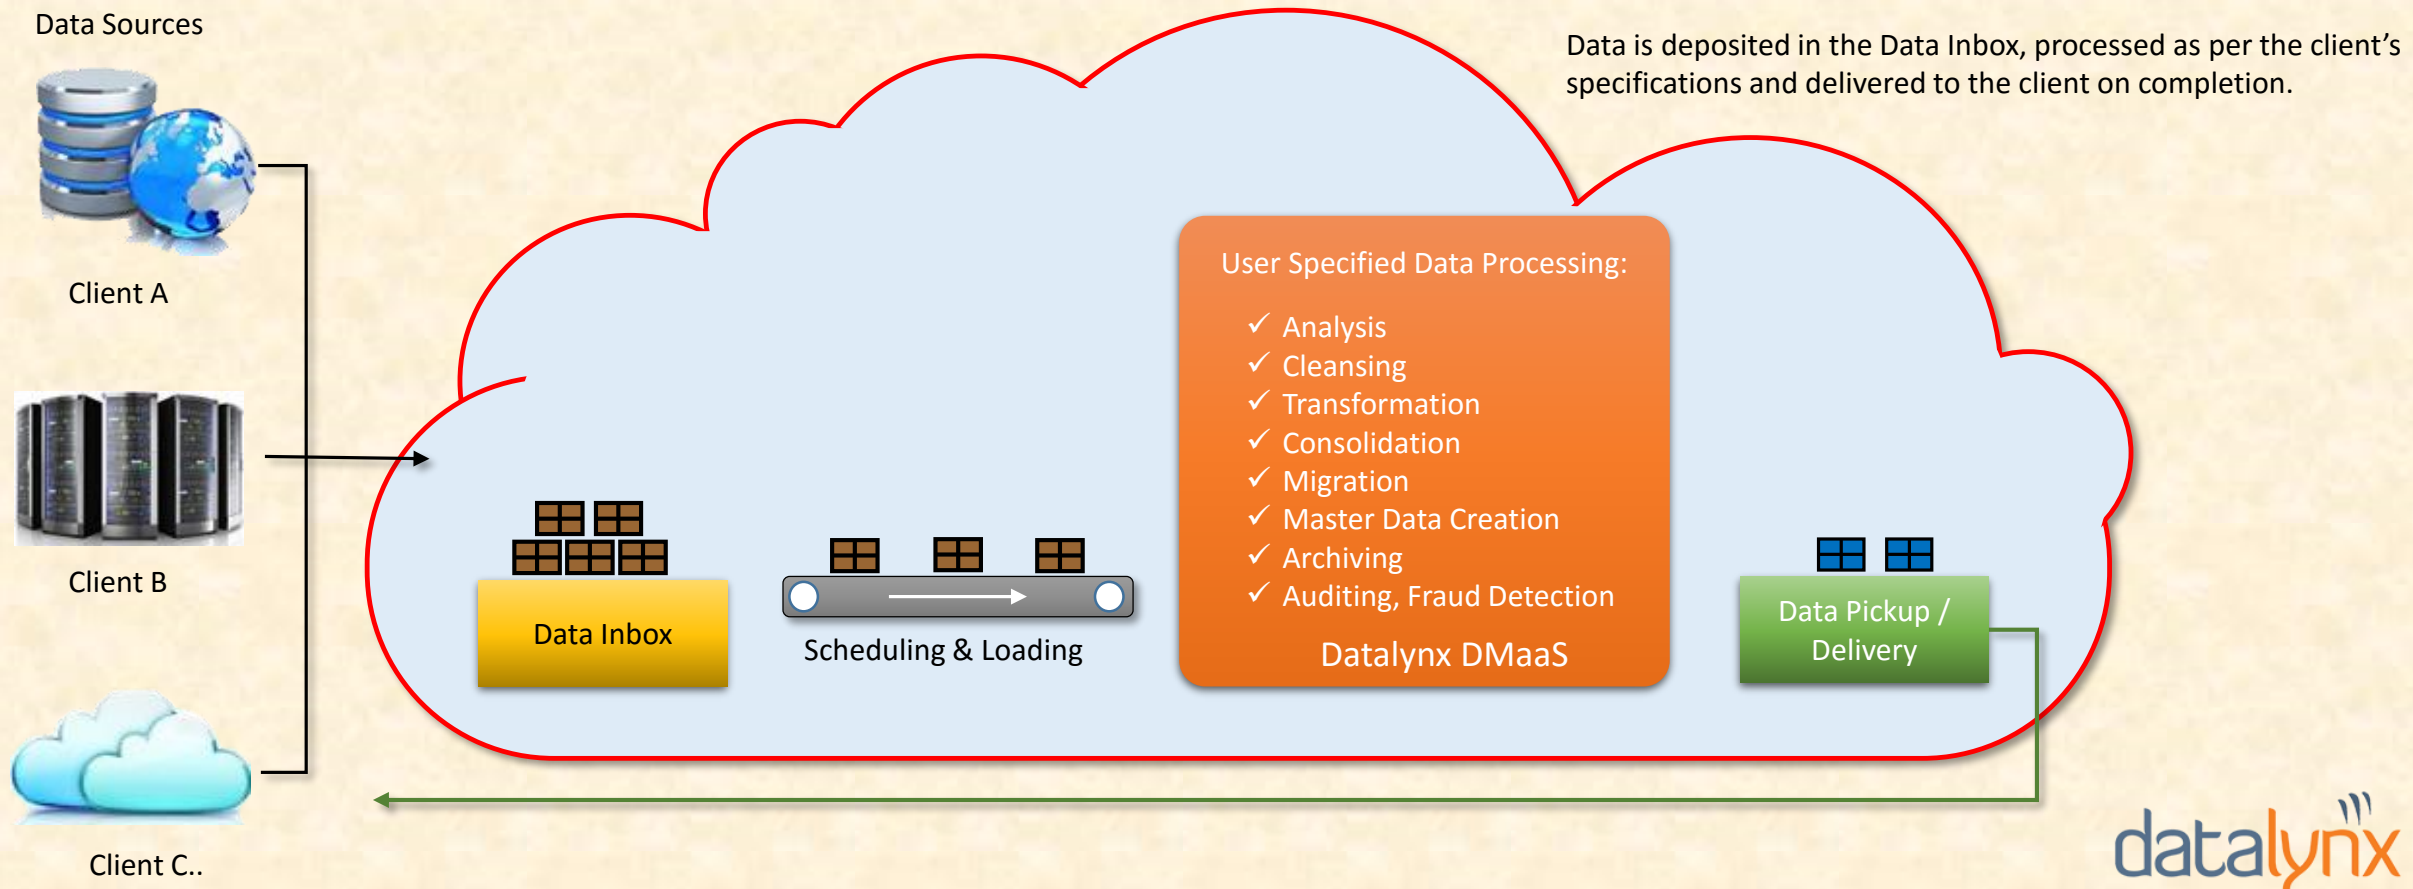 Data Sources
Data is deposited in the Data Inbox, processed as per the client’s
specifications and delivered to the client on completion.
Client A
Client B
Client C..
Data Inbox
Scheduling & Loading
User Specified Data Processing:
✓ Analysis
✓ Cleansing
✓ Transformation
✓ Consolidation
✓ Migration
✓ Master Data Creation
✓ Archiving
✓ Auditing, Fraud Detection
Datalynx DMaaS
Data Pickup /
Delivery
datalynx